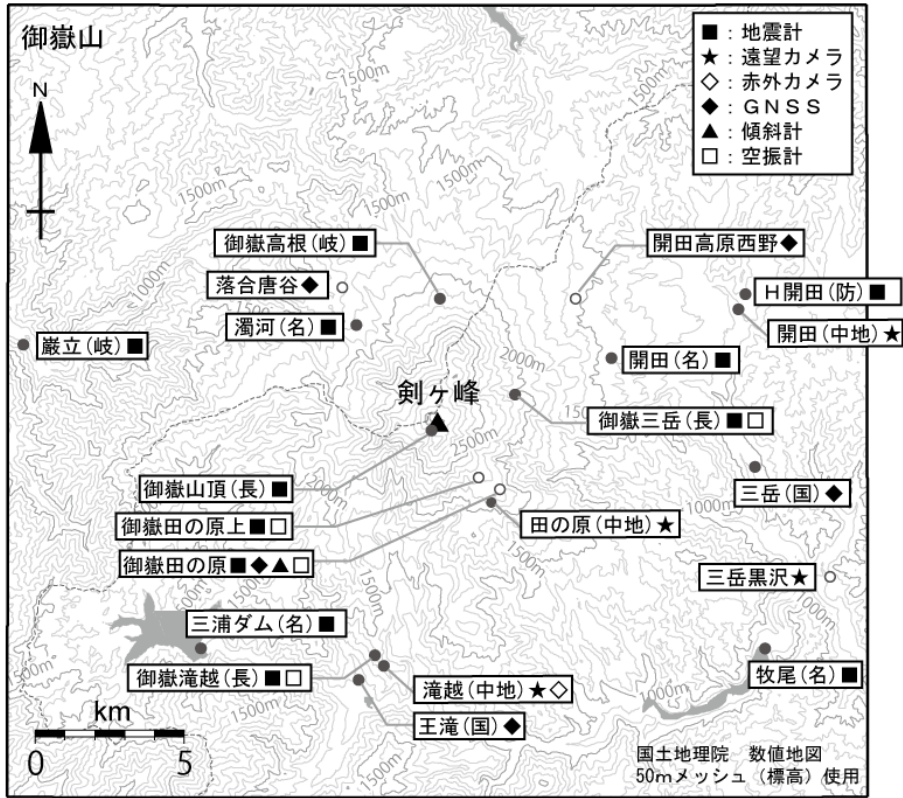 御嶽山
N
■：地震計
★：遠望カメラ
◇：赤外カメラ
◆：ＧＮＳＳ
▲：傾斜計
□：空振計
1500m
1500m
1500m
1500m
1000m
御嶽高根(岐)■
開田高原西野◆
落合唐谷◆
H開田(防)■
濁河(名)■
開田(中地)★
巌立(岐)■
開田(名)■
2000m
剣ヶ峰
御嶽三岳(長)■□
1500m
2500m
御嶽山頂(長)■
2000m
三岳(国)◆
1000m
御嶽田の原上■□
田の原(中地)★
御嶽田の原■◆▲□
1500m
1500m
三岳黒沢★
1000m
三浦ダム(名)■
1500m
御嶽滝越(長)■□
滝越(中地)★◇
1000m
牧尾(名)■
1500m
王滝(国)◆
km
0 5
1500m
国土地理院 数値地図
50mメッシュ（標高）使用